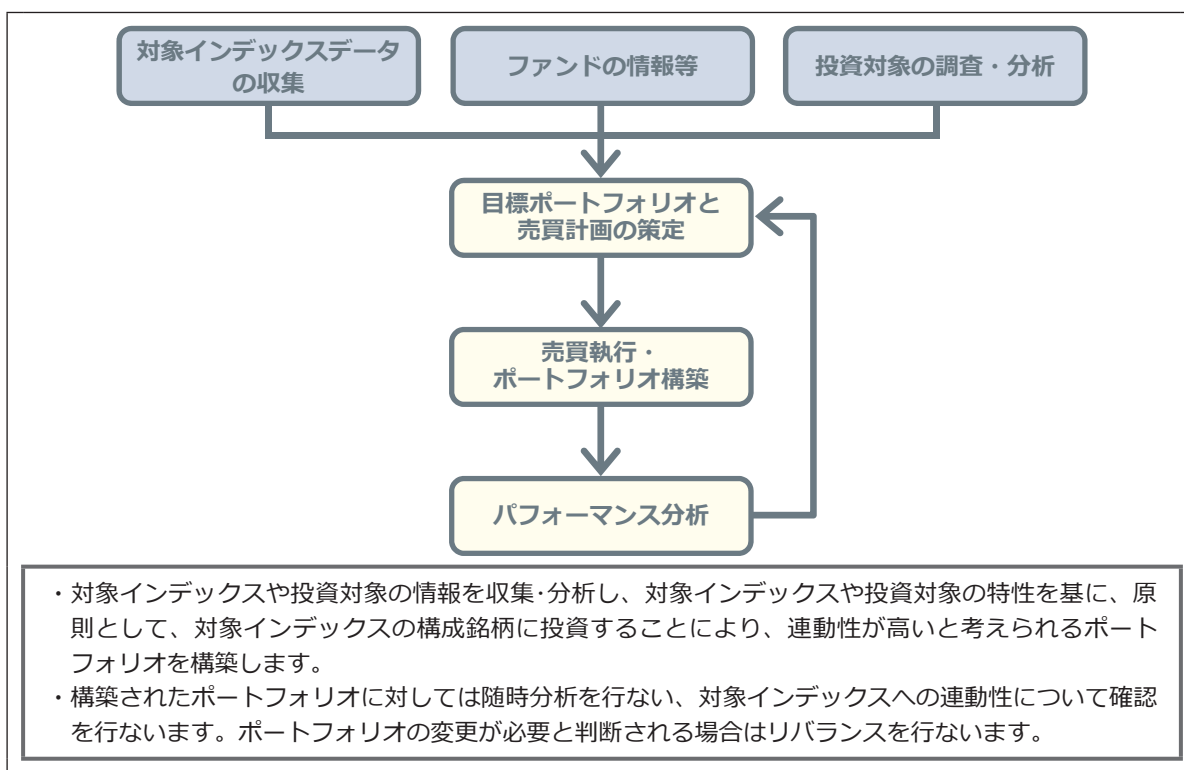 対象インデックスデータ
の収集
ファンドの情報等
投資対象の調査・分析
目標ポートフォリオと
売買計画の策定
売買執行・
ポートフォリオ構築
パフォーマンス分析
・対象インデックスや投資対象の情報を収集･分析し、対象インデックスや投資対象の特性を基に、原
則として、対象インデックスの構成銘柄に投資することにより、連動性が高いと考えられるポート
フォリオを構築します。
・構築されたポートフォリオに対しては随時分析を行ない、対象インデックスへの連動性について確認
を行ないます。ポートフォリオの変更が必要と判断される場合はリバランスを行ないます。